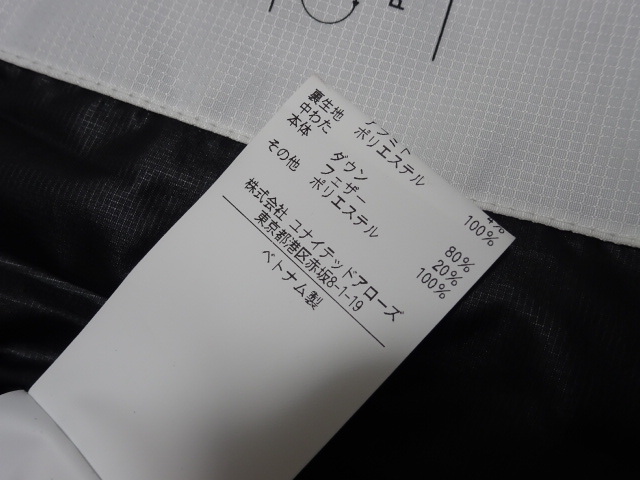 P
裏生地 ポリエステル 100%
中わた
本体 ダウン 80%
フェザー 20%
その他 ポリエステル 100%
株式会社 ユナイテッドアローズ
東京都港区赤坂8-1-19
ベトナム製